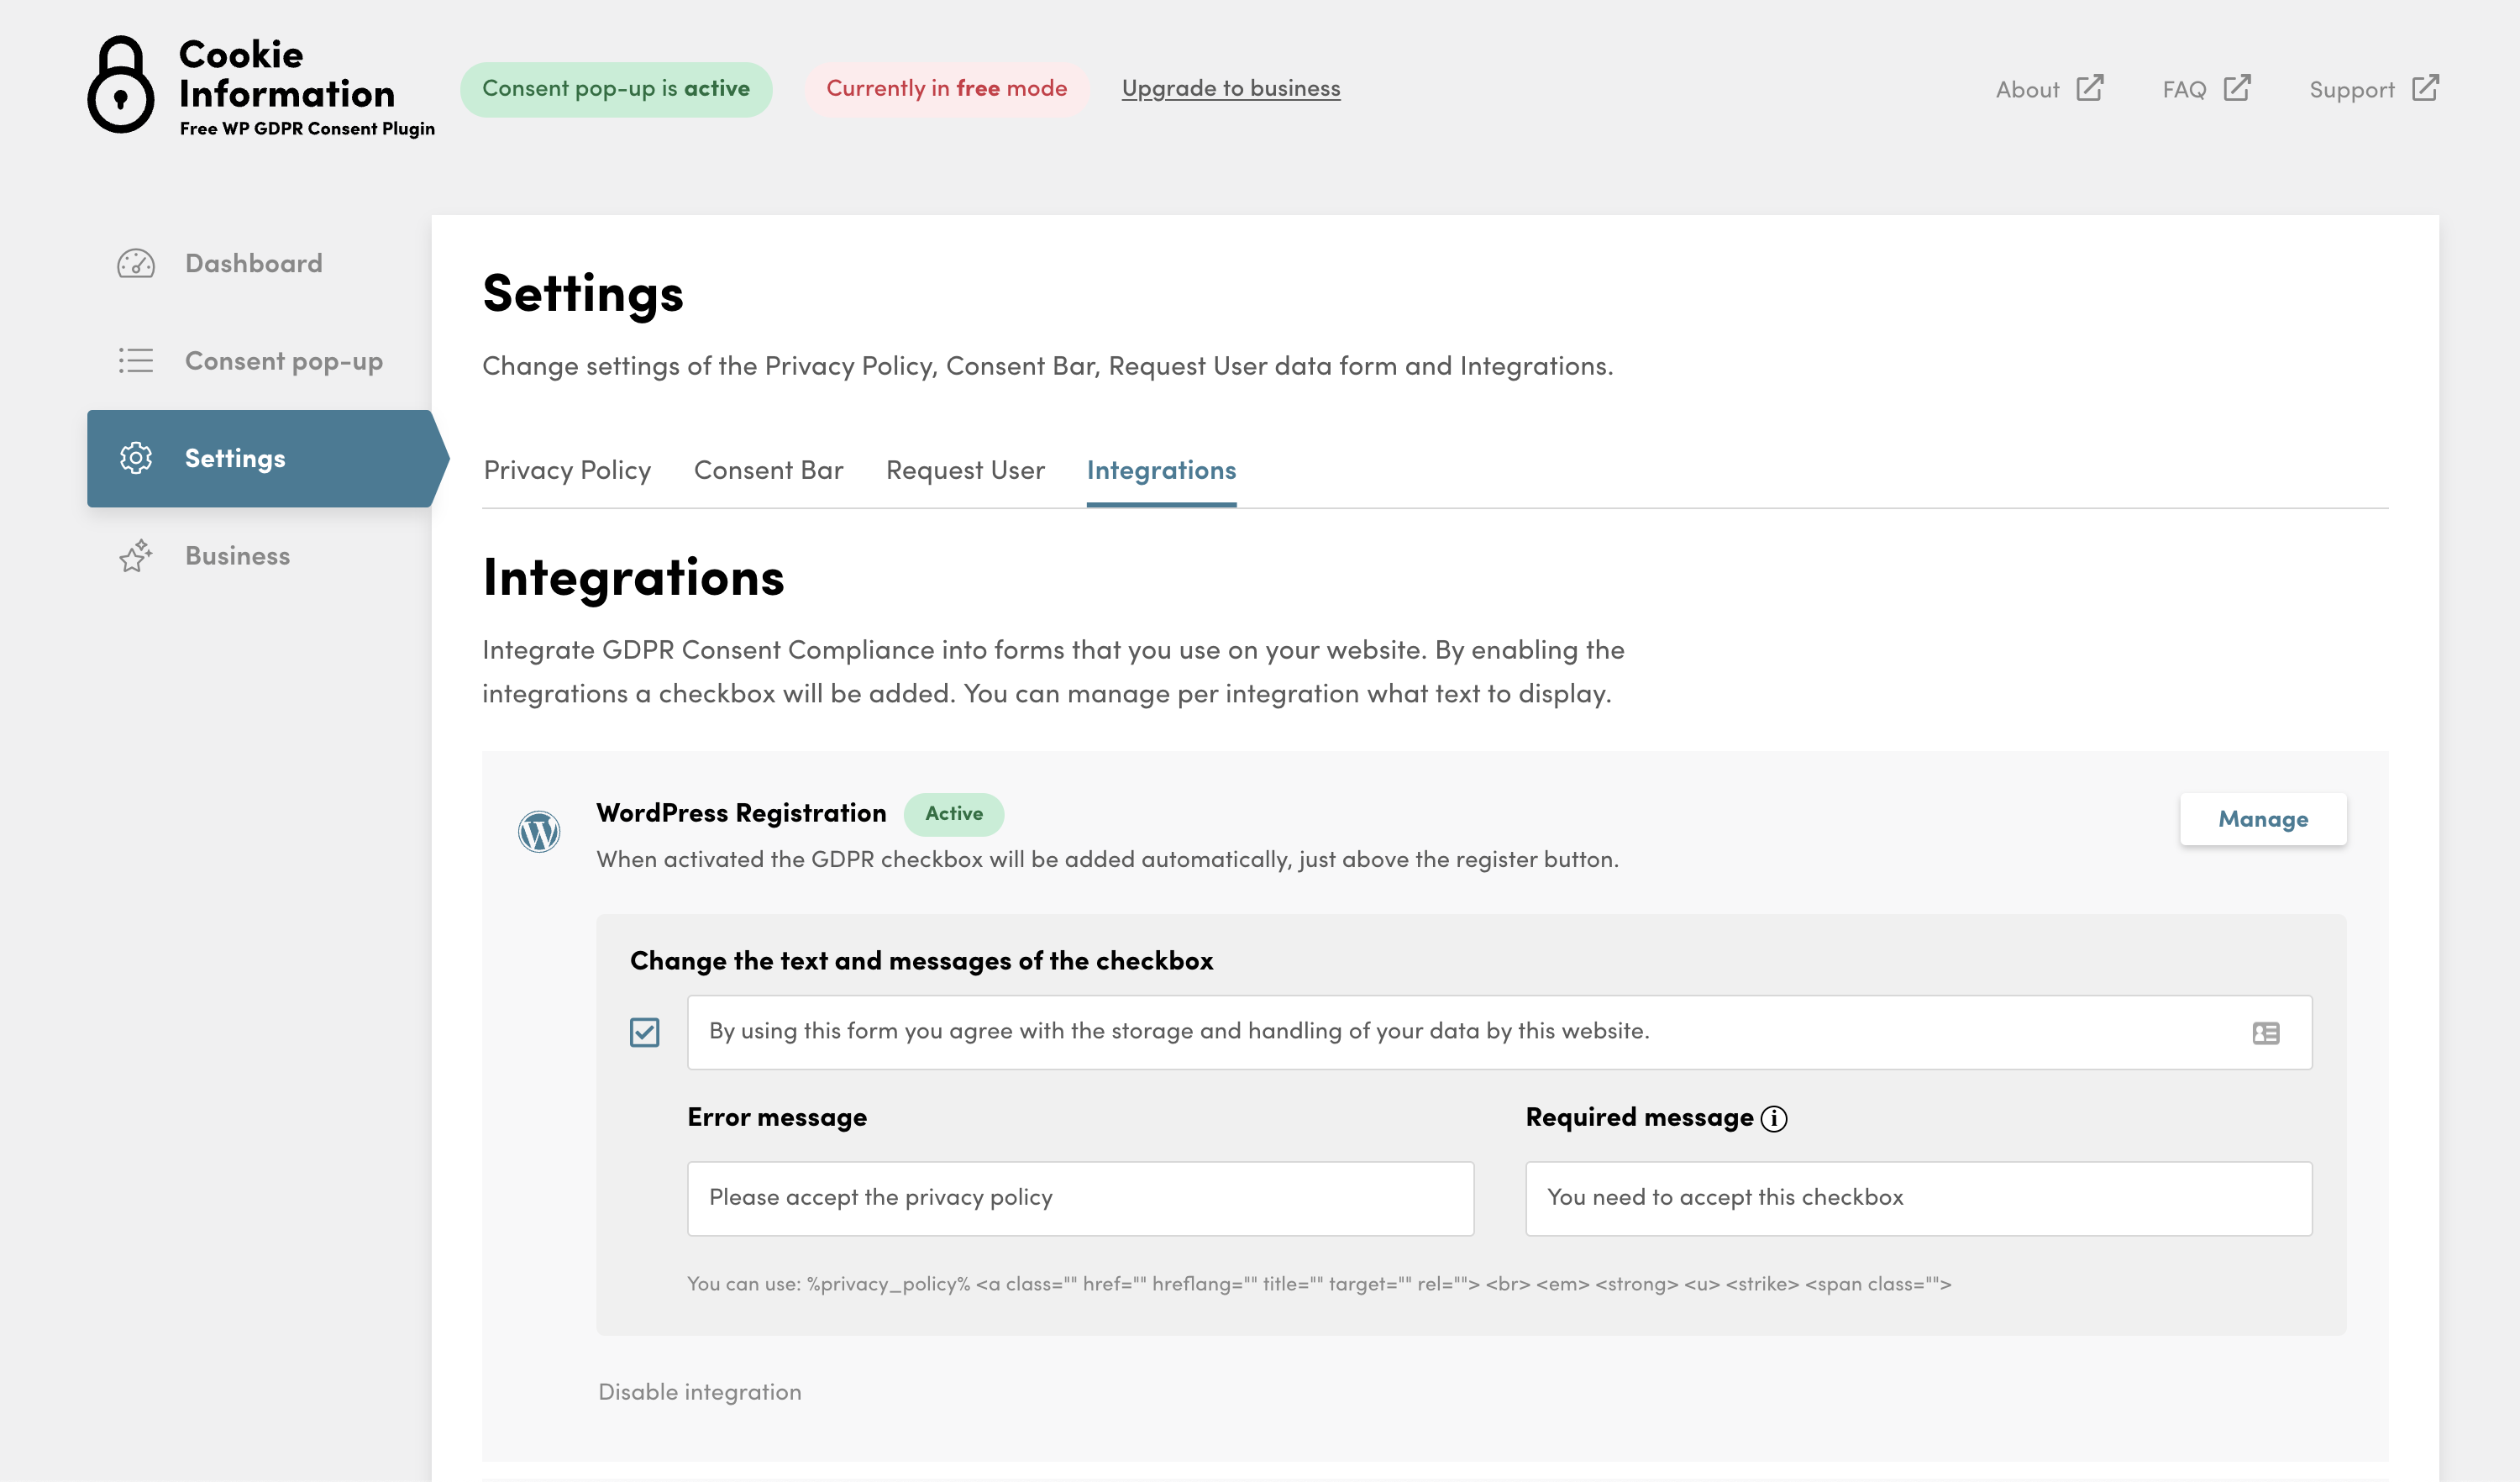 Cookie
Information
Free WP GDPR Consent Plugin
Consent pop-up is active
Currently in free mode
Upgrade to business
About
FAQ
Support
Dashboard
Consent pop-up
Settings
Business
Settings
Change settings of the Privacy Policy, Consent Bar, Request User data form and Integrations.
Privacy Policy
Consent Bar
Request User
Integrations
Integrations
Integrate GDPR Consent Compliance into forms that you use on your website. By enabling the
integrations a checkbox will be added. You can manage per integration what text to display.
WordPress Registration
Active
Manage
When activated the GDPR checkbox will be added automatically, just above the register button.
Change the text and messages of the checkbox
By using this form you agree with the storage and handling of your data by this website.
Error message
Required message
Please accept the privacy policy
You need to accept this checkbox
You can use: %privacy_policy% <a class="" href="" hreflang="" title="" target="" rel=""> <br> <em> <strong> <u> <strike> <span class="">
Disable integration